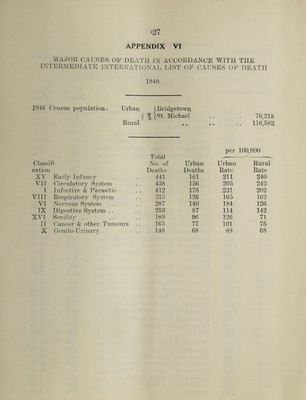 27
APPENDIX VI
MAJOR CAUSES OF DEATH IN ACCORDANCE WITH THE
INTERMEDIATE INTERNATIONAL LIST OF CAUSES OF DEATH
1949.
1946 Census population: Urban {Bridgetown
{St. Michael .. .. 76,218
Rural ,, .. .. 116,502
per 100,000
Classification Total No. of Deaths Urban Deaths Urban Rate Rural Rate
XV Early Infancy .. 441 161 211 240
VII Circulatory System .. 438 156 205 242
I Infective & Parasitic .. 412 176 231 202
VIII Respiratory System .. 315 126 165 162
VI Nervous System .. 287 140 184 126
IX Digestive System .. .. 253 87 114 142
XVI Senility .. .. 189 96 126 71
II Cancer & other Tumours .. 165 77 101 75
X Genito-Urinary .. 148 68 89 68